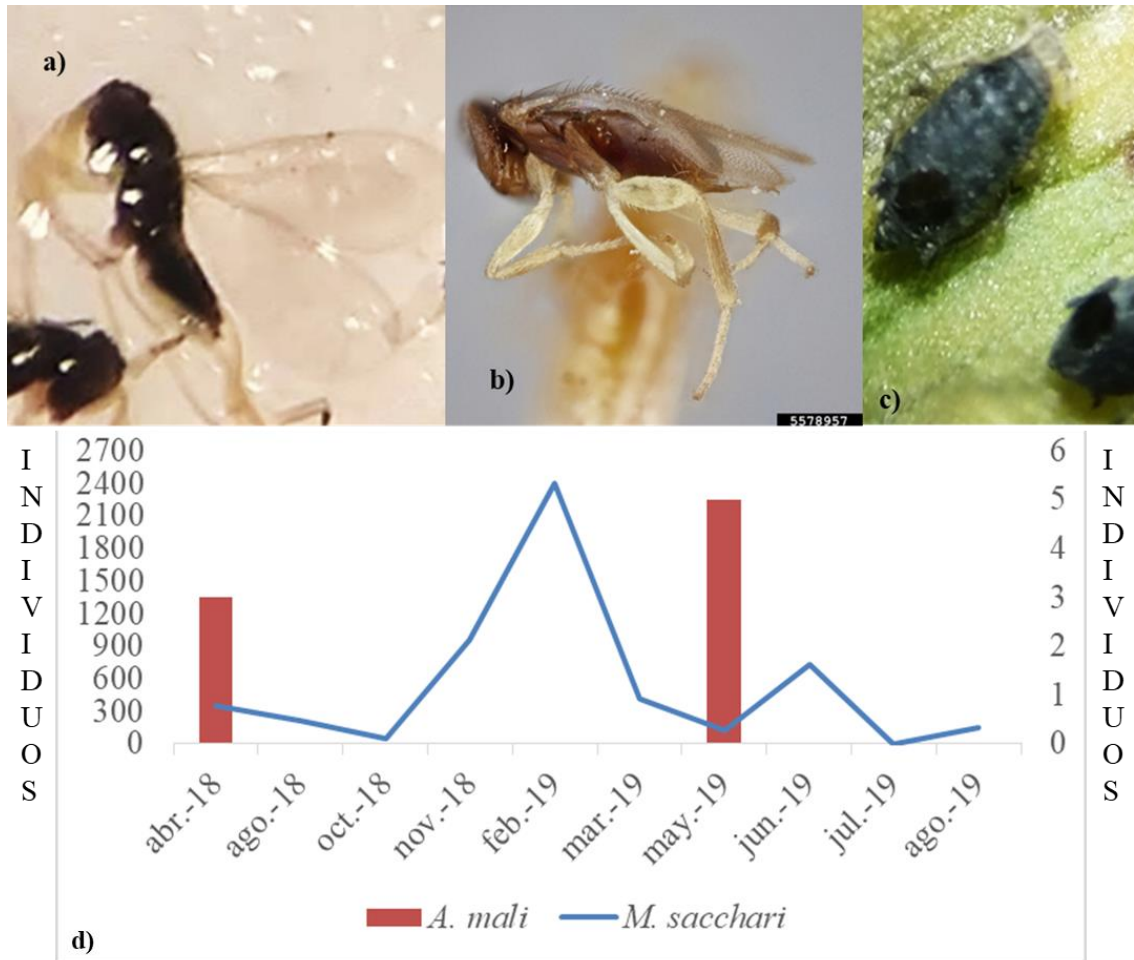 a)
b)
5578957
c)
INDIVIDUOS
2700
2400
2100
1800
1500
1200
900
600
300
0
6
5
4
3
2
1
0
INDIVIDUOS
abr.-18
ago.-18
oct.-18
nov.-18
feb.-19
mar.-19
may.-19
jun.-19
jul.-19
ago.-19
A. mali
M. sacchari
d)